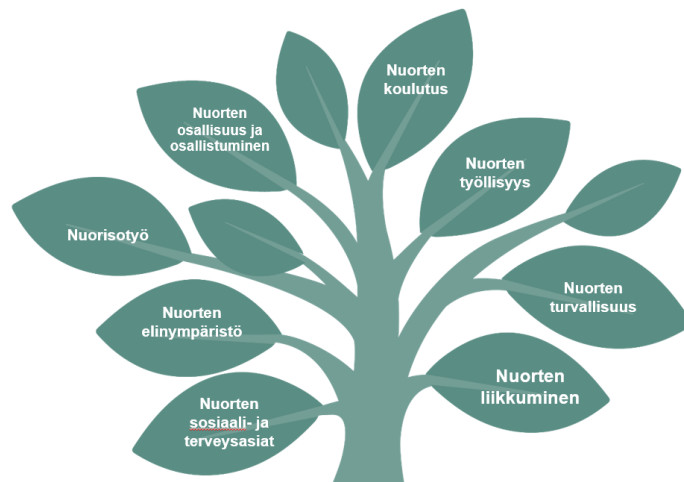 Nuorten
koulutus
Nuorten
osallisuus ja
osallistuminen
Nuorten
työllisyys
Nuorisotyö
Nuorten
turvallisuus
Nuorten
elinympäristö
Nuorten
liikkuminen
Nuorten
sosiaali- ja
terveysasiat